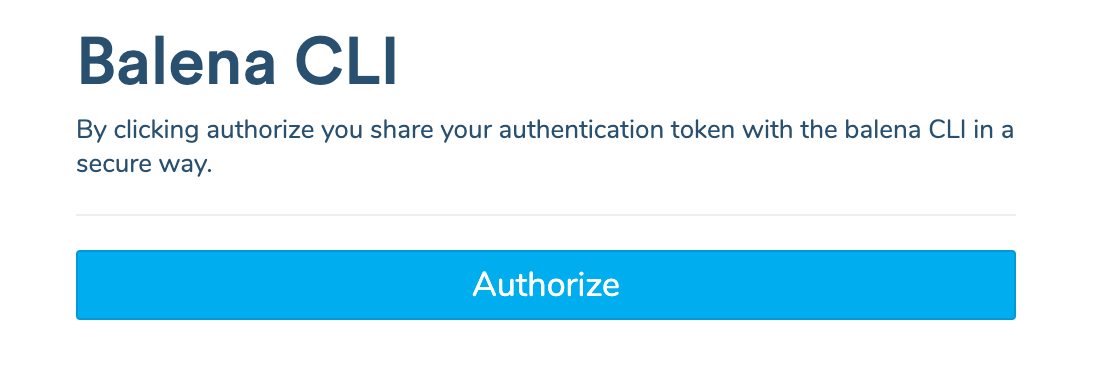 Balena CLI
By clicking authorize you share your authentication token with the balena CLI in a
secure way.
Authorize